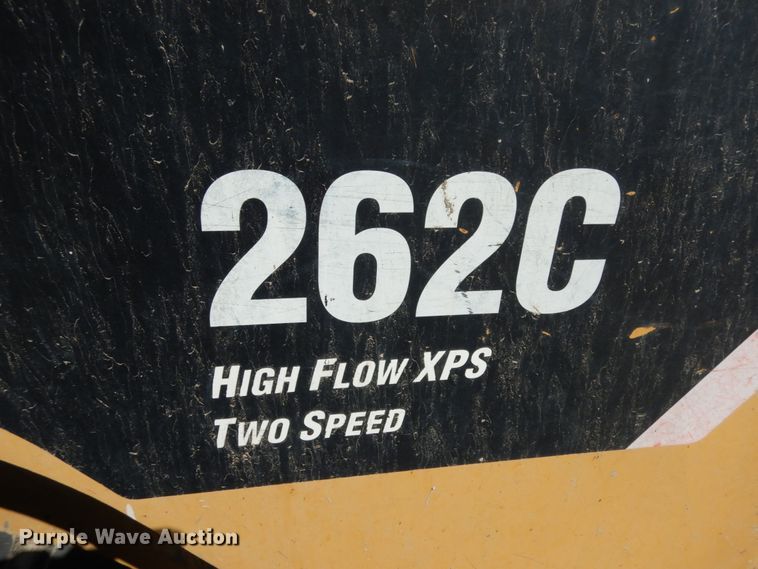 262C
HIGH FLOW XPS
TWO SPEED
Purple Wave Auction